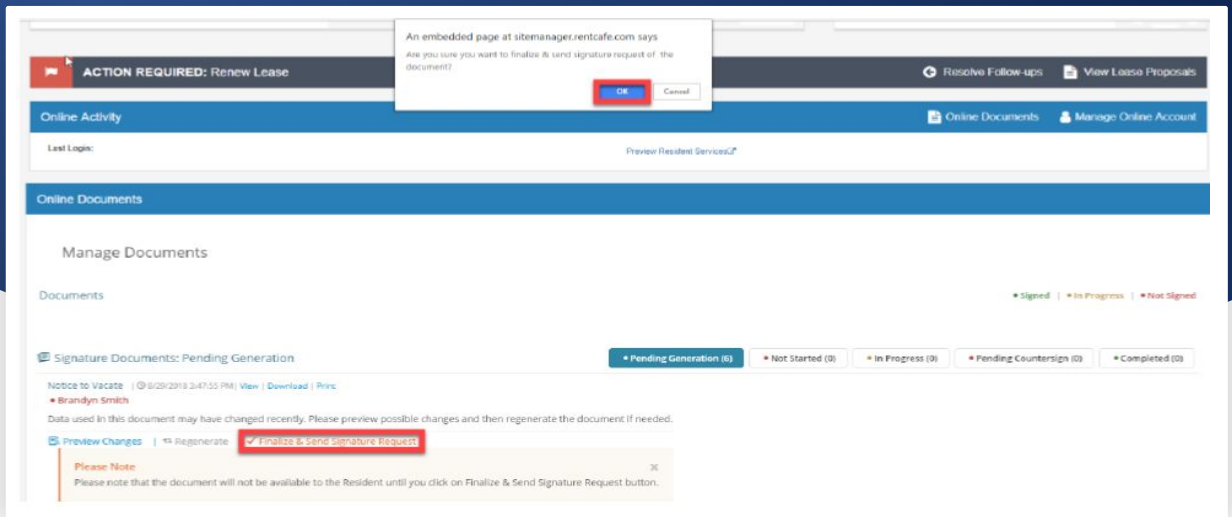 An embedded page at sitemanager.rentcafe.com says
Are you sure you want to finalize & send signature request of the
document?
OK Cancel
ACTION REQUIRED: Renew Lease Resolve Follow-ups View Lease Proposals
Online Activity Online Documents Manage Online Account
Last Login: Preview Resident Services
Online Documents
Manage Documents
Documents • Signed | • In Progress | • Not Signed
Signature Documents: Pending Generation • Pending Generation (6) • Not Started (0) • In Progress (0) • Pending Countersign (0) • Completed (0)
Notice to Vacate | 8/29/2018 3:47:55 PM| View | Download | Print
• Brandyn Smith
Data used in this document may have changed recently. Please preview possible changes and then regenerate the document if needed.
Preview Changes | Regenerate ✓ Finalize & Send Signature Request
Please Note ×
Please note that the document will not be available to the Resident until you click on Finalize & Send Signature Request button.